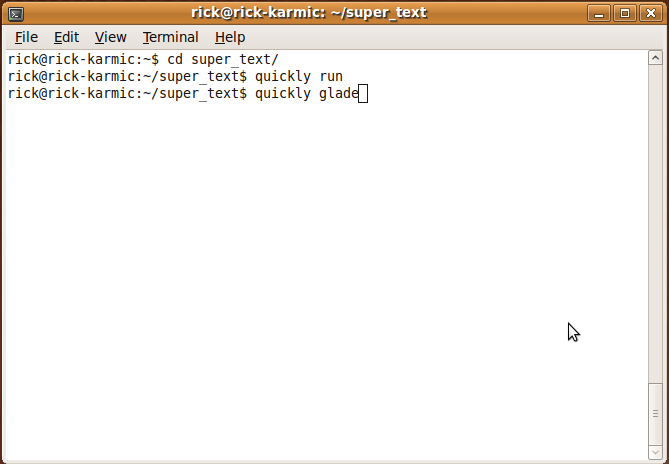 rick@rick-karmic: ~/super_text
File Edit View Terminal Help
rick@rick-karmic:~$ cd super_text/
rick@rick-karmic:~/super_text$ quickly run
rick@rick-karmic:~/super_text$ quickly glade